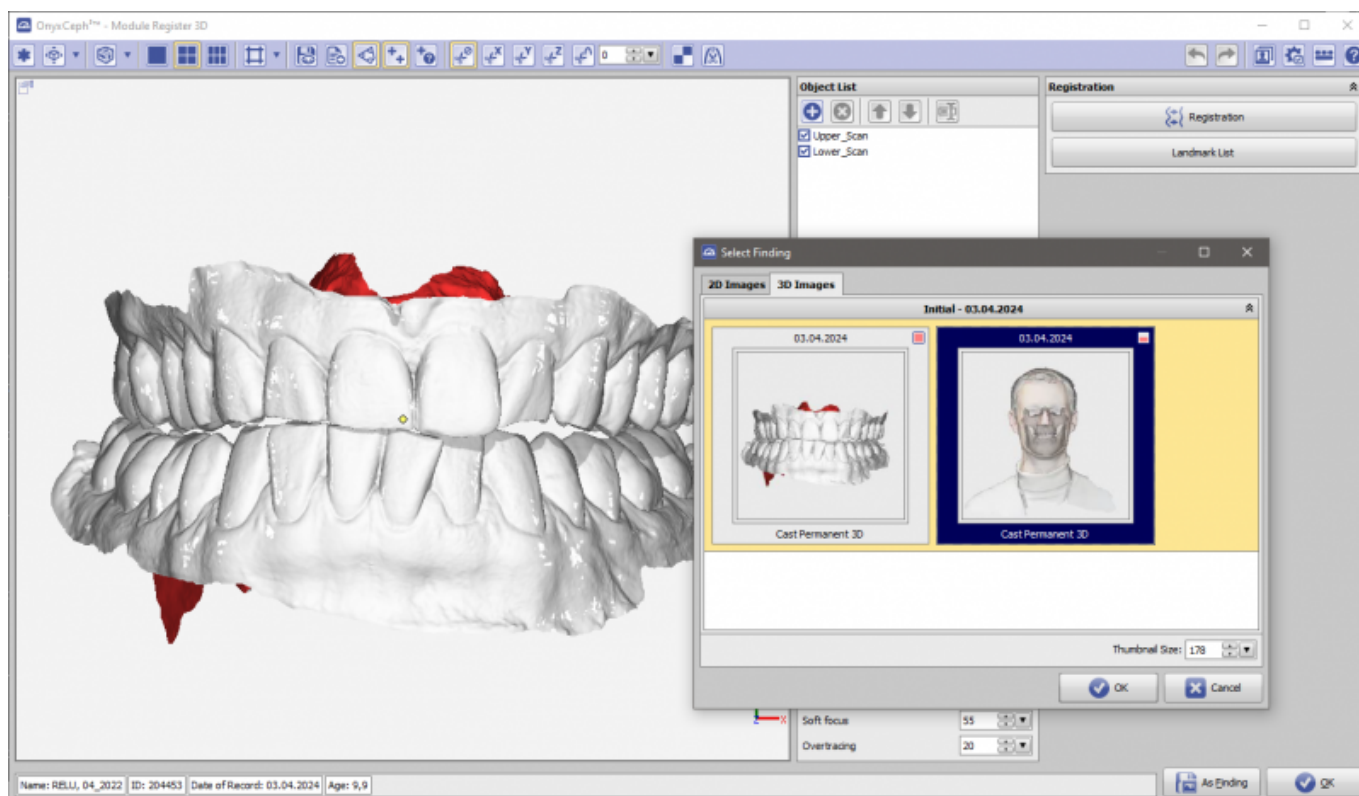 OnyxCeph³™ - Module Register 3D
0
Object List
Registration
Upper_Scan
Lower_Scan
Registration
Landmark List
Select Finding
2D Images 3D Images
Initial - 03.04.2024
03.04.2024 03.04.2024
Cast Permanent 3D Cast Permanent 3D
Thumbnail Size: 178
OK Cancel
Z X
Soft focus 55
Overtracing 20
Name: RELU, 04_2022 ID: 204453 Date of Record: 03.04.2024 Age: 9,9
As Finding OK